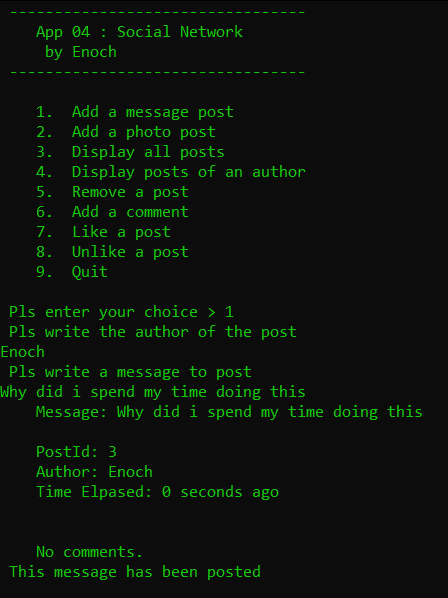 ---------------------------------
App 04 : Social Network
by Enoch
---------------------------------
1. Add a message post
2. Add a photo post
3. Display all posts
4. Display posts of an author
5. Remove a post
6. Add a comment
7. Like a post
8. Unlike a post
9. Quit
Pls enter your choice > 1
Pls write the author of the post
Enoch
Pls write a message to post
Why did i spend my time doing this
Message: Why did i spend my time doing this
PostId: 3
Author: Enoch
Time Elpased: 0 seconds ago
No comments.
This message has been posted